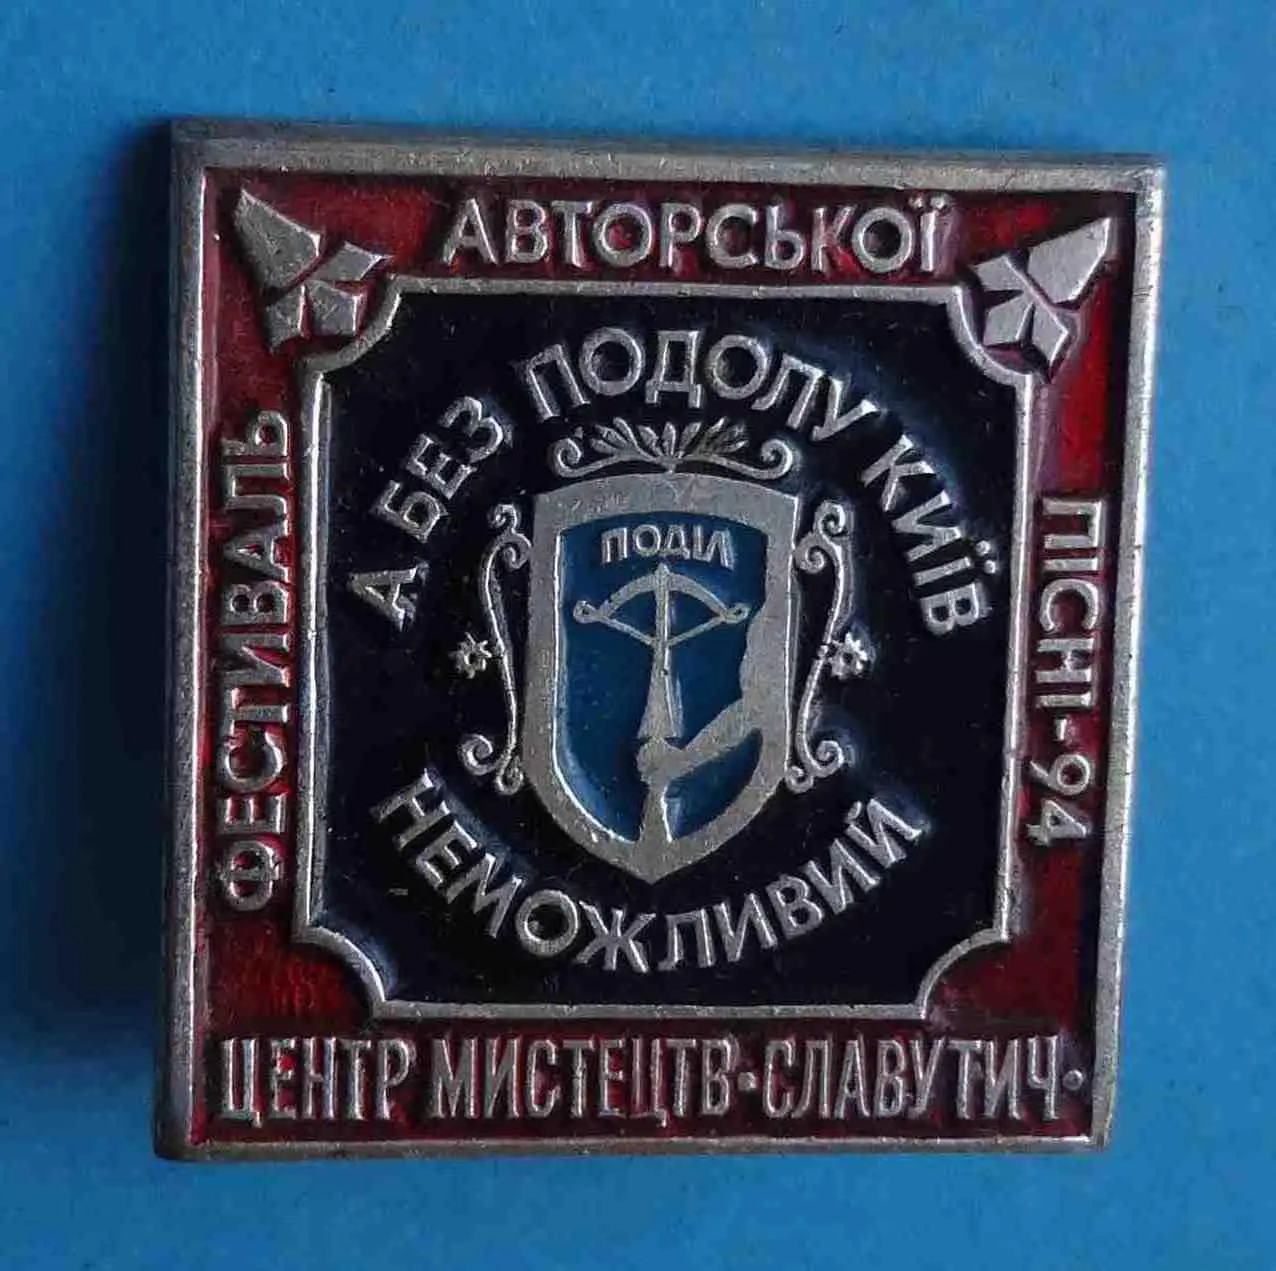 ФЕСТИВАЛЬ
АВТОРСЬКОЇ
ПІСНІ-94
А БЕЗ ПОДОЛУ КИЇВ
НЕМОЖЛИВИЙ
ПОДІЛ
ЦЕНТР МИСТЕЦТВ•СЛАВУТИЧ•